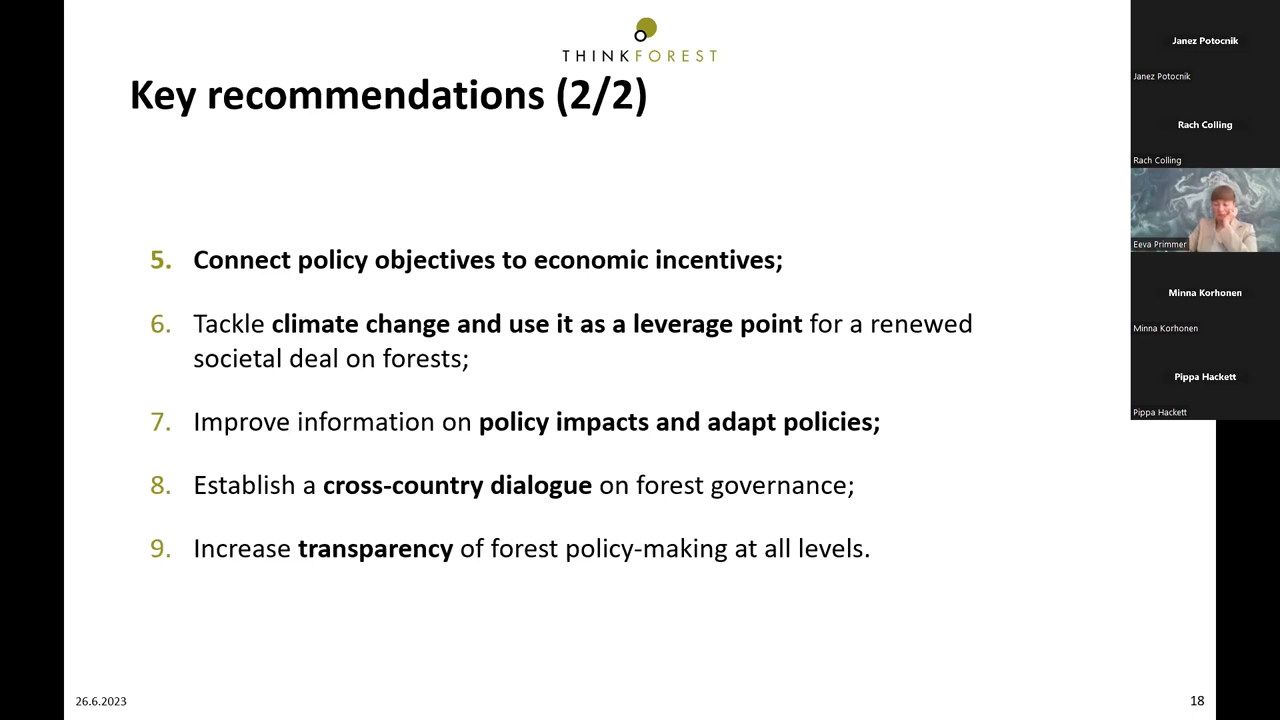 THINKFOREST
Key recommendations (2/2)
5. Connect policy objectives to economic incentives;
6. Tackle climate change and use it as a leverage point for a renewed
societal deal on forests;
7. Improve information on policy impacts and adapt policies;
8. Establish a cross-country dialogue on forest governance;
9. Increase transparency of forest policy-making at all levels.
26.6.2023
18
Janez Potocnik
Janez Potocnik
Rach Colling
Rach Colling
Eeva Primmer
Minna Korhonen
Minna Korhonen
Pippa Hackett
Pippa Hackett